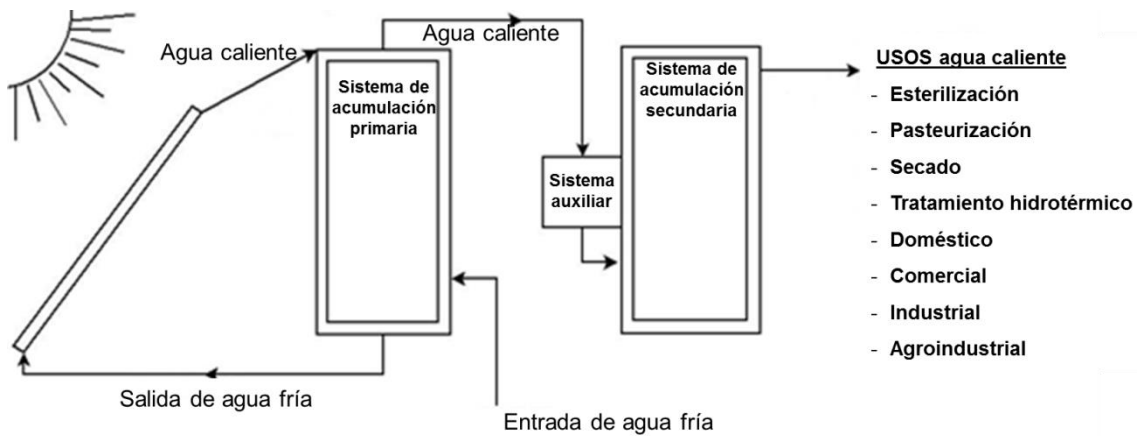 Agua caliente
Sistema de
acumulación
primaria
Agua caliente
Sistema
auxiliar
Sistema de
acumulación
secundaria
USOS agua caliente
- Esterilización
- Pasteurización
- Secado
- Tratamiento hidrotérmico
- Doméstico
- Comercial
- Industrial
- Agroindustrial
Salida de agua fría
Entrada de agua fría